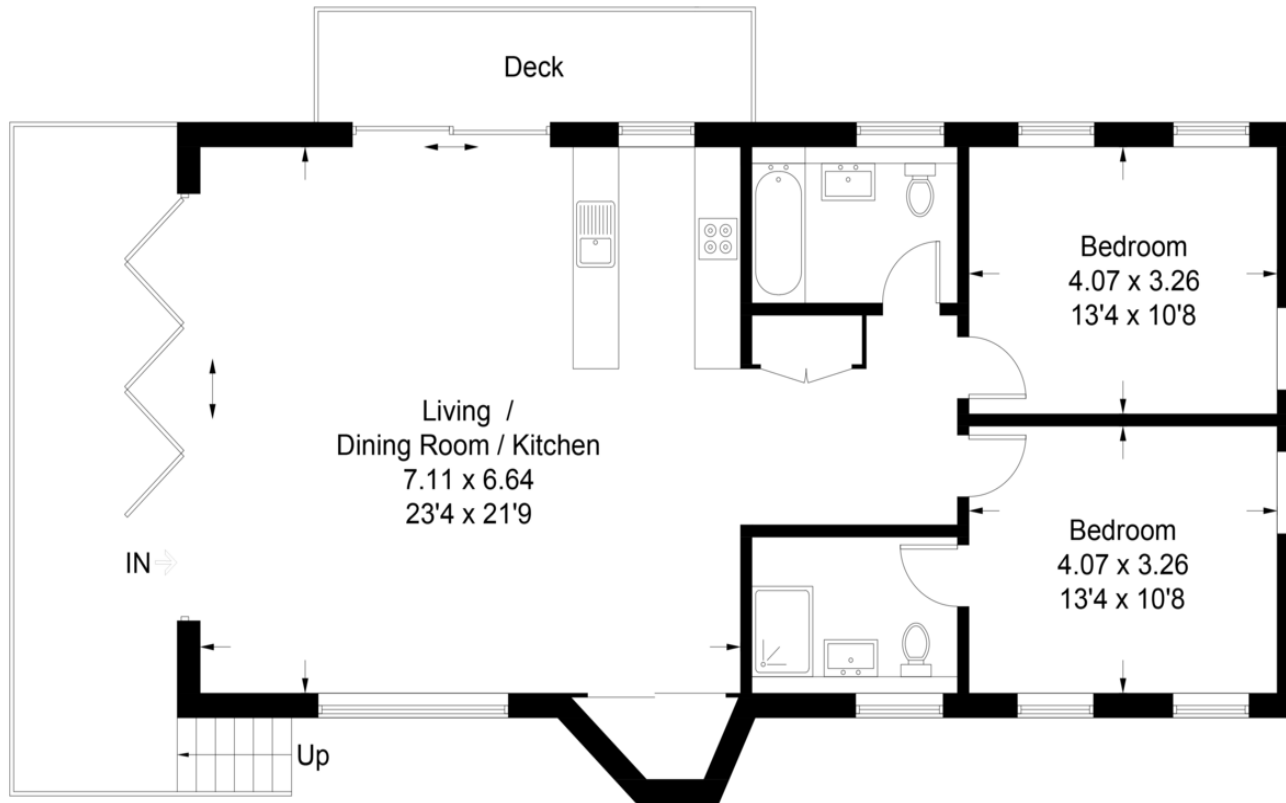 Deck
Bedroom
4.07 x 3.26
13'4 x 10'8
Living /
Dining Room / Kitchen
7.11 x 6.64
23'4 x 21'9
Bedroom
4.07 x 3.26
13'4 x 10'8
IN
Up